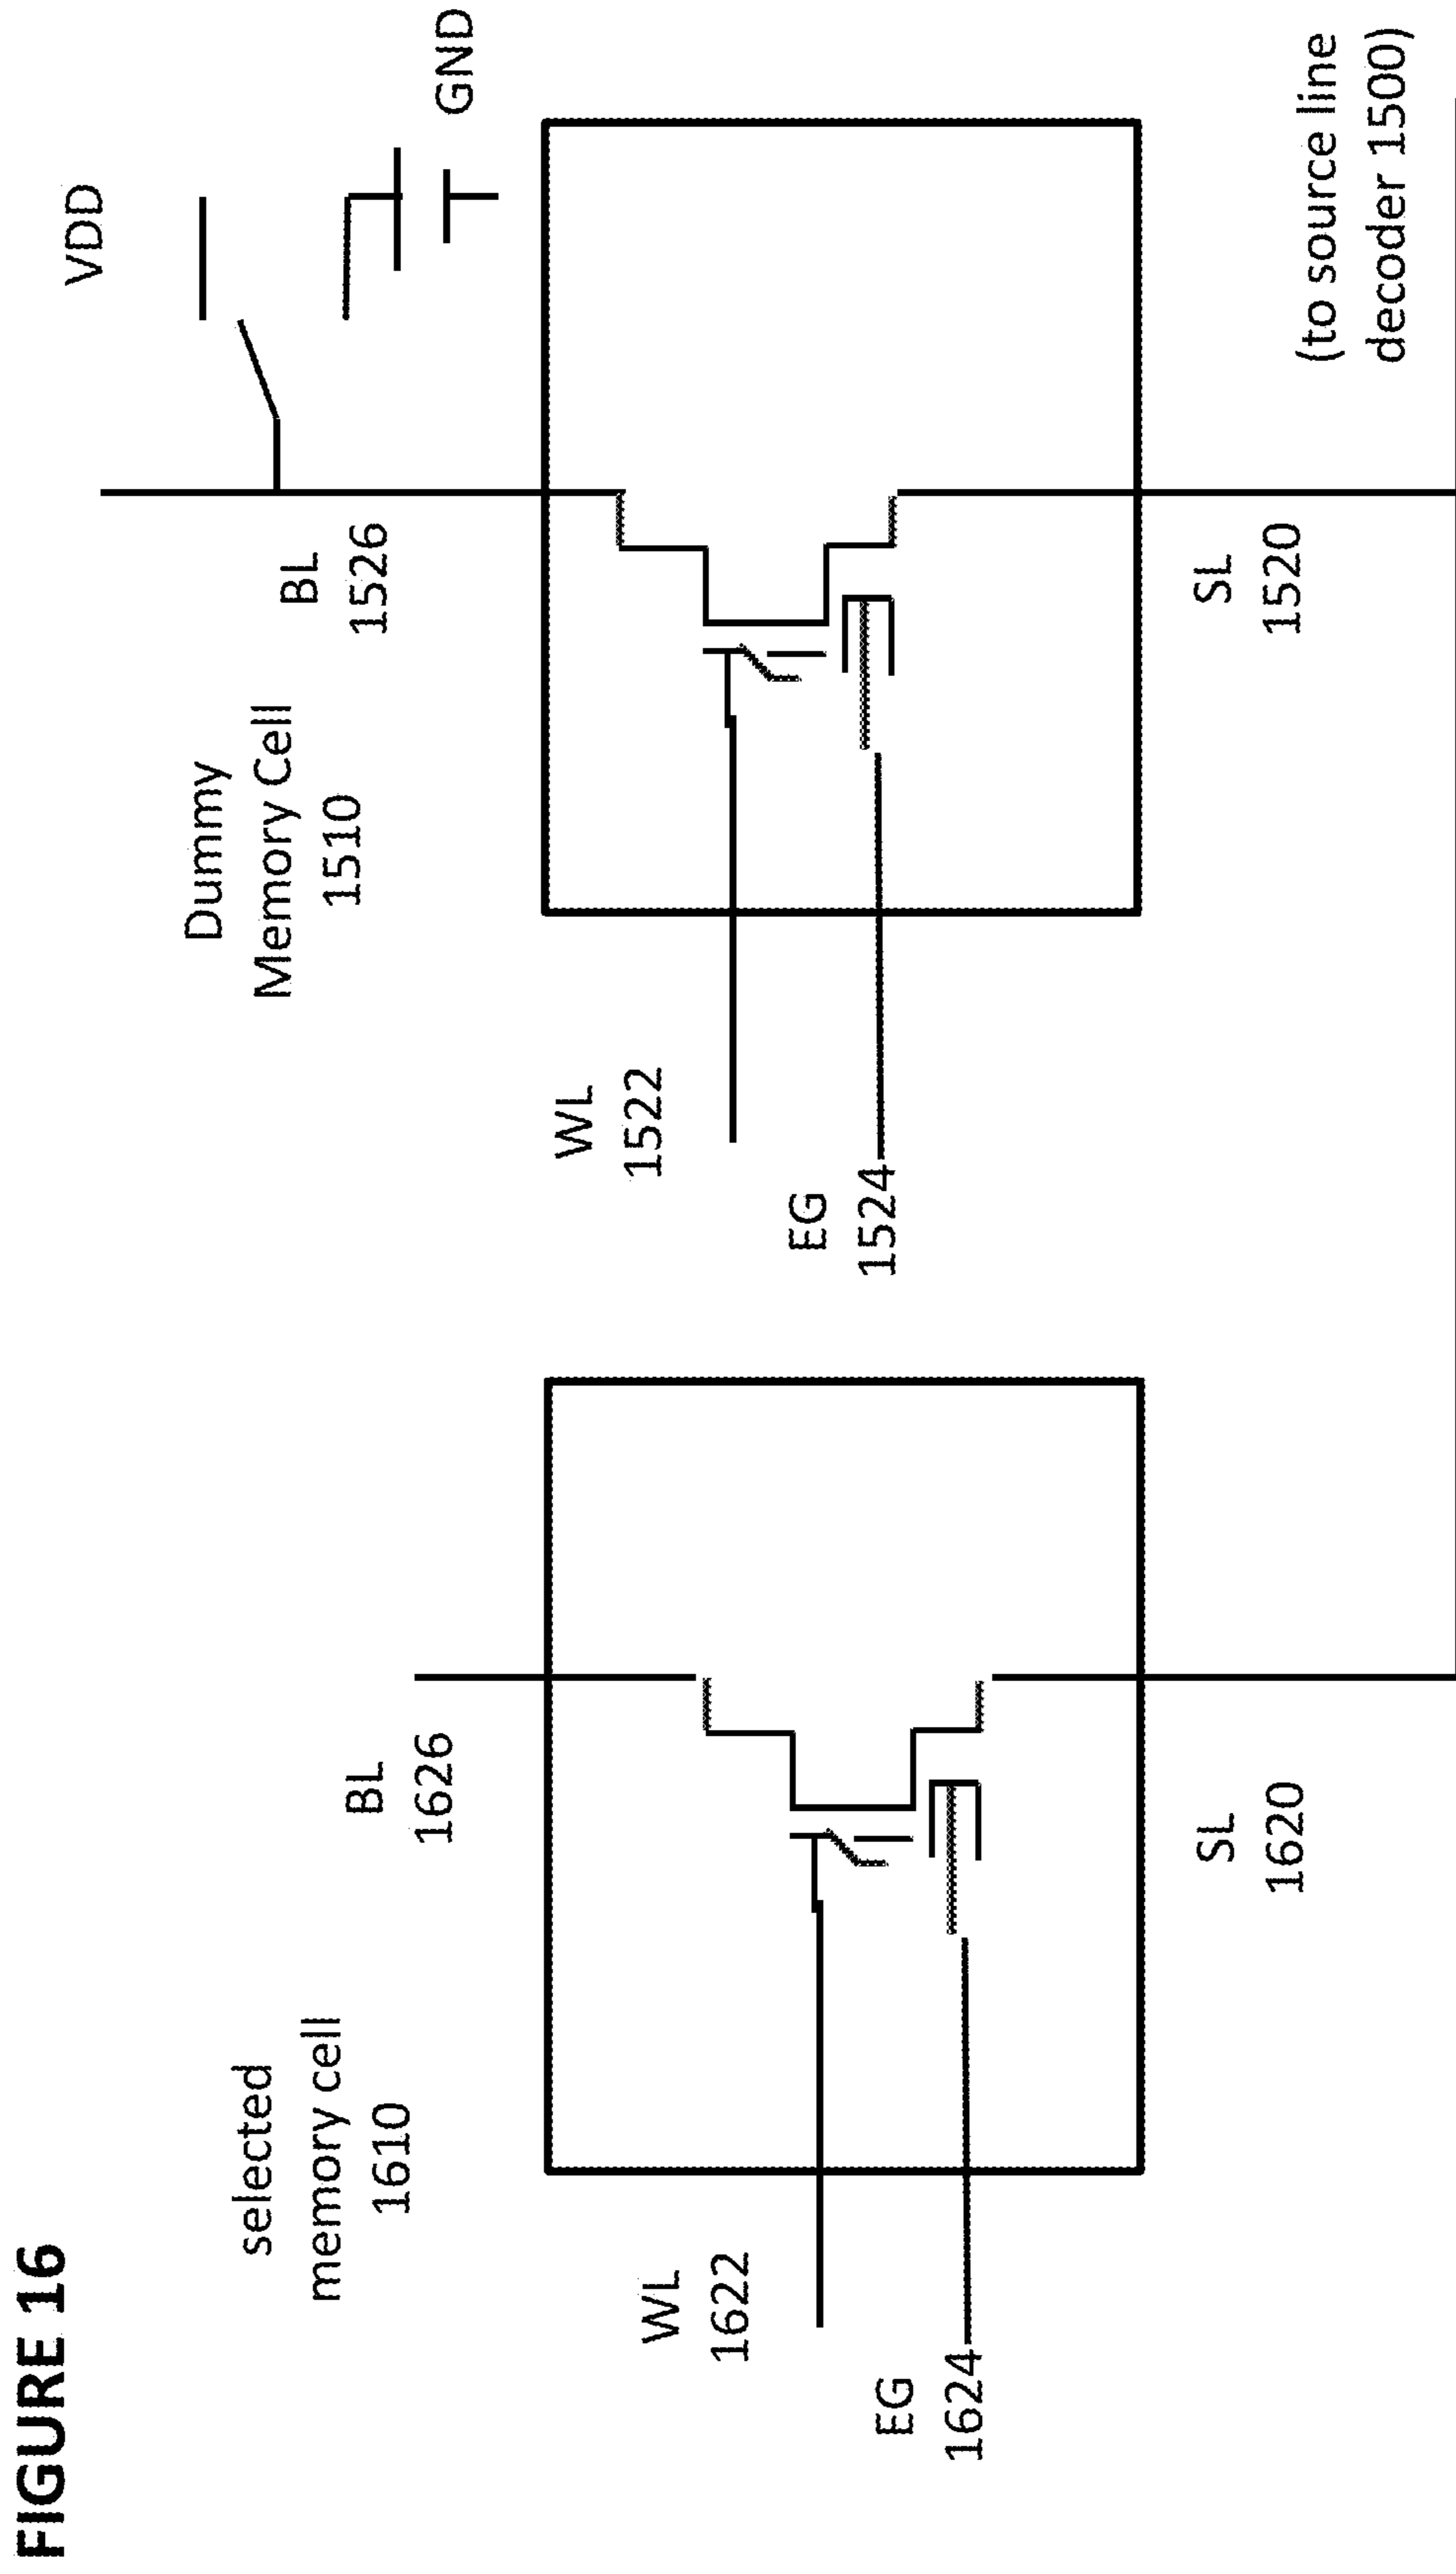 FIGURE 16
selected
memory cell
1610
BL
1626
WL
1622
EG
1624
SL
1620
Dummy
Memory Cell
1510
VDD
GND
BL
1526
WL
1522
EG
1524
SL
1520
(to source line
decoder 1500)